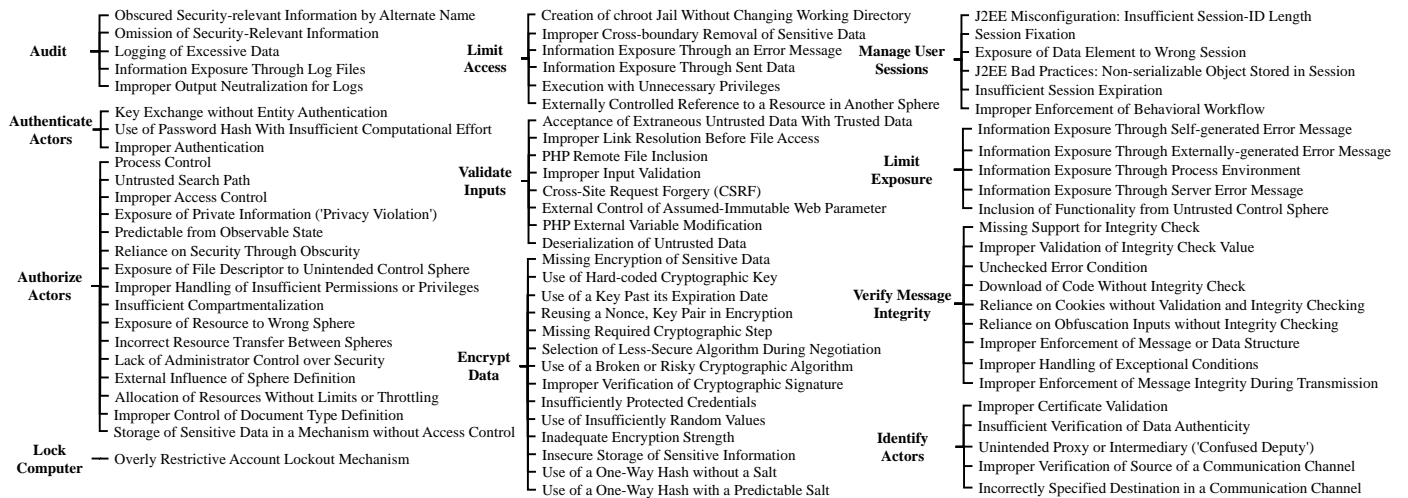 Audit
Obscured Security-relevant Information by Alternate Name
Omission of Security-Relevant Information
Logging of Excessive Data
Information Exposure Through Log Files
Improper Output Neutralization for Logs
Authenticate
Actors
Key Exchange without Entity Authentication
Use of Password Hash With Insufficient Computational Effort
Improper Authentication
Authorize
Actors
Process Control
Untrusted Search Path
Improper Access Control
Exposure of Private Information ('Privacy Violation')
Predictable from Observable State
Reliance on Security Through Obscurity
Exposure of File Descriptor to Unintended Control Sphere
Improper Handling of Insufficient Permissions or Privileges
Insufficient Compartmentalization
Exposure of Resource to Wrong Sphere
Incorrect Resource Transfer Between Spheres
Lack of Administrator Control over Security
External Influence of Sphere Definition
Allocation of Resources Without Limits or Throttling
Improper Control of Document Type Definition
Storage of Sensitive Data in a Mechanism without Access Control
Lock
Computer
Overly Restrictive Account Lockout Mechanism
Limit
Access
Creation of chroot Jail Without Changing Working Directory
Improper Cross-boundary Removal of Sensitive Data
Information Exposure Through an Error Message
Information Exposure Through Sent Data
Execution with Unnecessary Privileges
Externally Controlled Reference to a Resource in Another Sphere
Validate
Inputs
Acceptance of Extraneous Untrusted Data With Trusted Data
Improper Link Resolution Before File Access
PHP Remote File Inclusion
Improper Input Validation
Cross-Site Request Forgery (CSRF)
External Control of Assumed-Immutable Web Parameter
PHP External Variable Modification
Deserialization of Untrusted Data
Encrypt
Data
Missing Encryption of Sensitive Data
Use of Hard-coded Cryptographic Key
Use of a Key Past its Expiration Date
Reusing a Nonce, Key Pair in Encryption
Missing Required Cryptographic Step
Selection of Less-Secure Algorithm During Negotiation
Use of a Broken or Risky Cryptographic Algorithm
Improper Verification of Cryptographic Signature
Insufficiently Protected Credentials
Use of Insufficiently Random Values
Inadequate Encryption Strength
Insecure Storage of Sensitive Information
Use of a One-Way Hash without a Salt
Use of a One-Way Hash with a Predictable Salt
Manage User
Sessions
J2EE Misconfiguration: Insufficient Session-ID Length
Session Fixation
Exposure of Data Element to Wrong Session
J2EE Bad Practices: Non-serializable Object Stored in Session
Insufficient Session Expiration
Improper Enforcement of Behavioral Workflow
Limit
Exposure
Information Exposure Through Self-generated Error Message
Information Exposure Through Externally-generated Error Message
Information Exposure Through Process Environment
Information Exposure Through Server Error Message
Inclusion of Functionality from Untrusted Control Sphere
Verify Message
Integrity
Missing Support for Integrity Check
Improper Validation of Integrity Check Value
Unchecked Error Condition
Download of Code Without Integrity Check
Reliance on Cookies without Validation and Integrity Checking
Reliance on Obfuscation Inputs without Integrity Checking
Improper Enforcement of Message or Data Structure
Improper Handling of Exceptional Conditions
Improper Enforcement of Message Integrity During Transmission
Identify
Actors
Improper Certificate Validation
Insufficient Verification of Data Authenticity
Unintended Proxy or Intermediary ('Confused Deputy')
Improper Verification of Source of a Communication Channel
Incorrectly Specified Destination in a Communication Channel